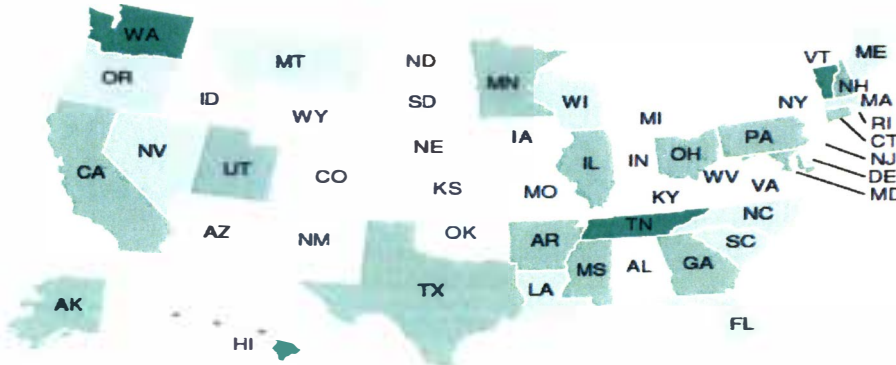 WA
VT
ME
OR
MT
ND
MN
NH
ID
SD
WI
NY
MA
WY
MI
RI
IA
CT
NE
PA
NV
UT
IL
IN
OH
NJ
CA
CO
WV
DE
KS
MO
KY
VA
MD
AZ
NM
OK
AR
TN
NC
SC
MS
AL
GA
TX
LA
AK
FL
HI